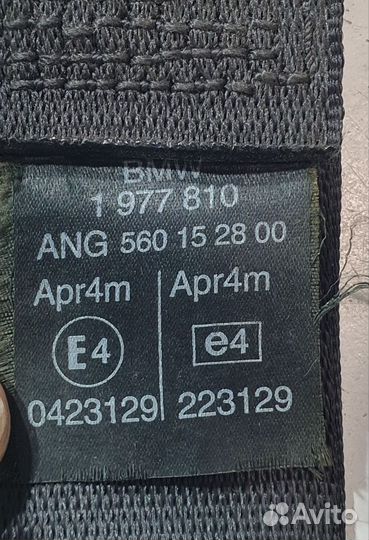 BMW
1 977 810
ANG 560 15 28 00
Apr4m Apr4m
E4 e4
0423129 223129
Avito